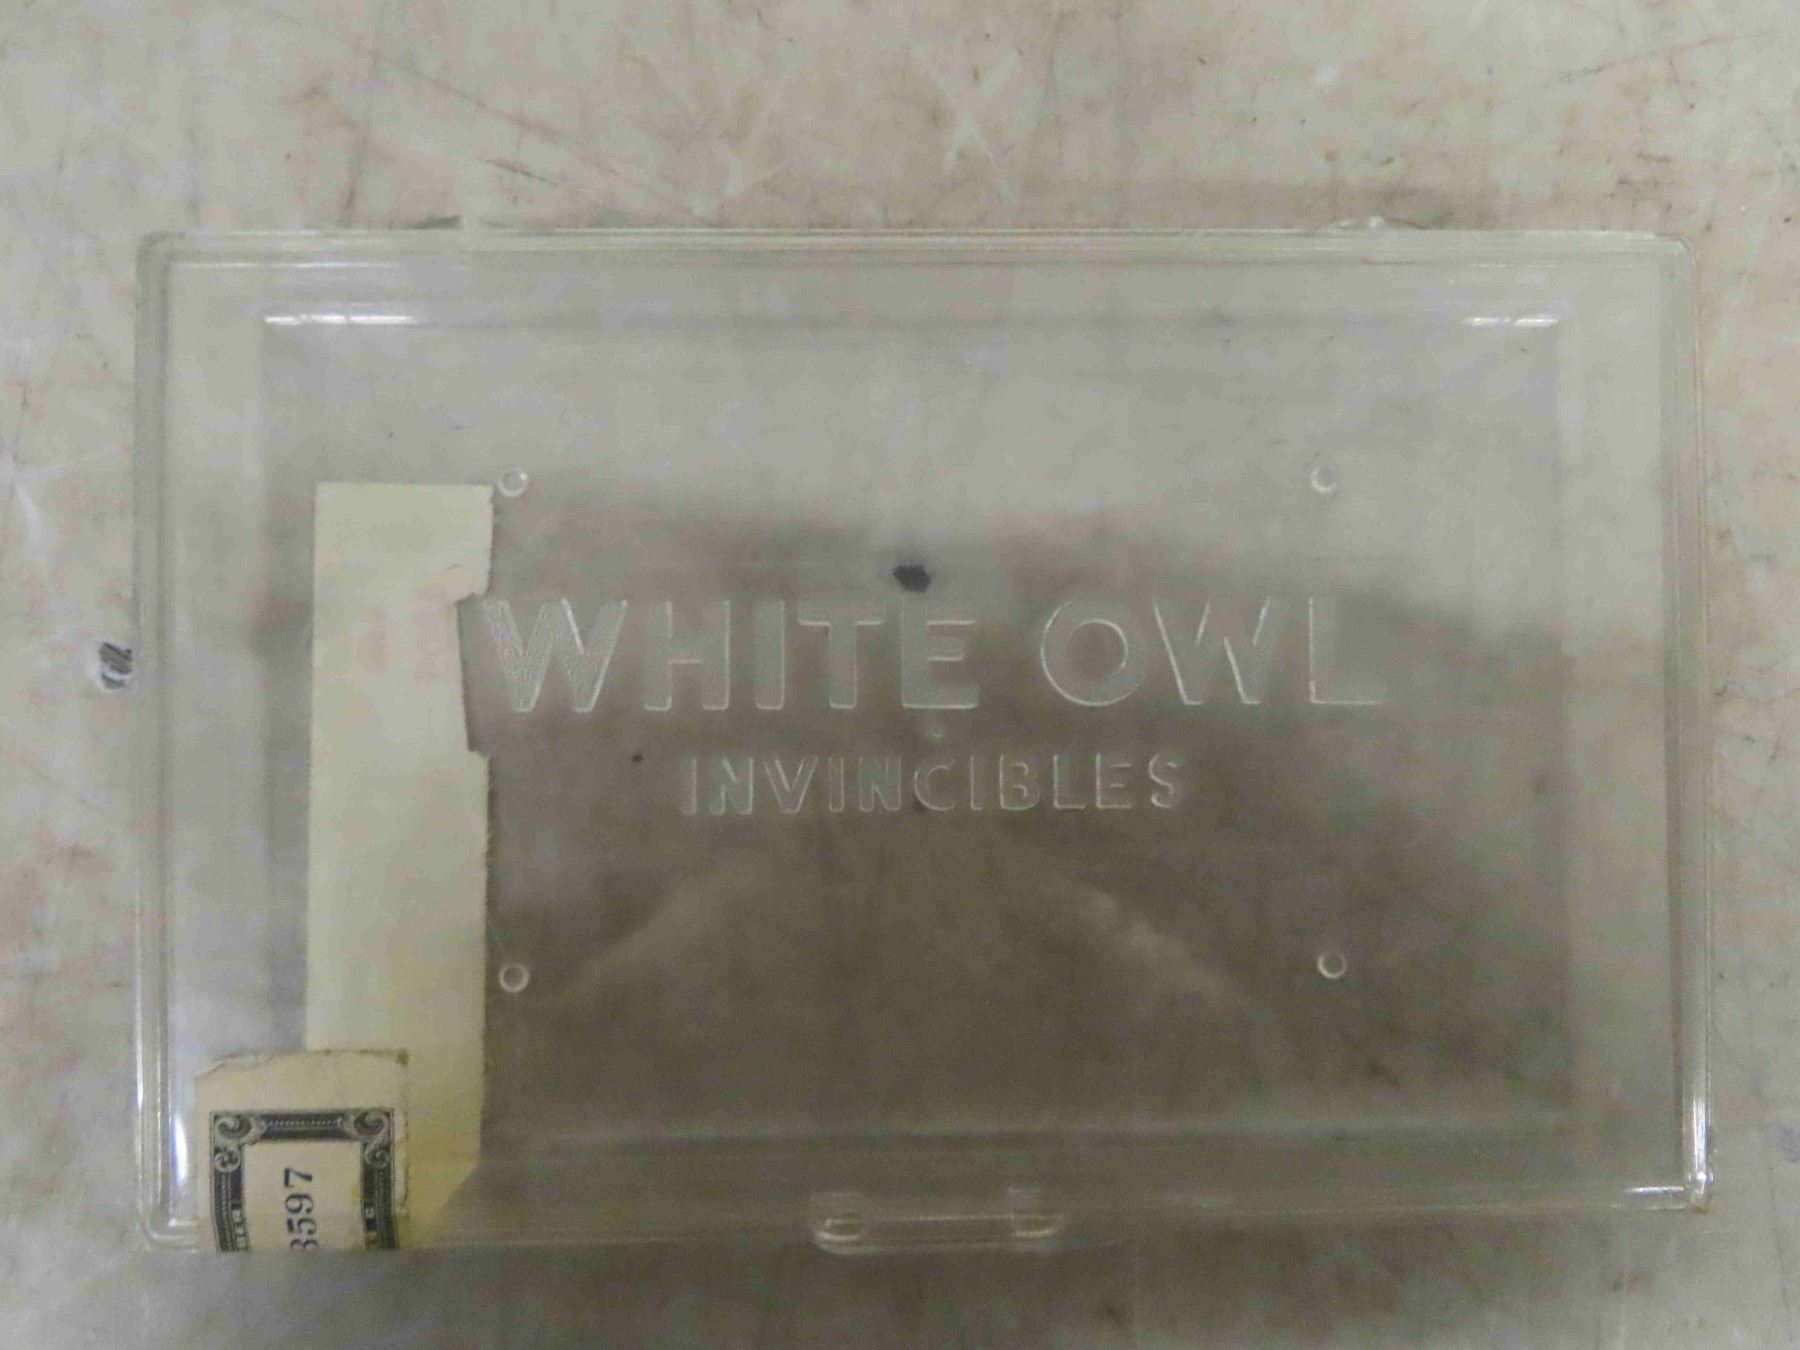 WHITE OWL
INVINCIBLES
3597